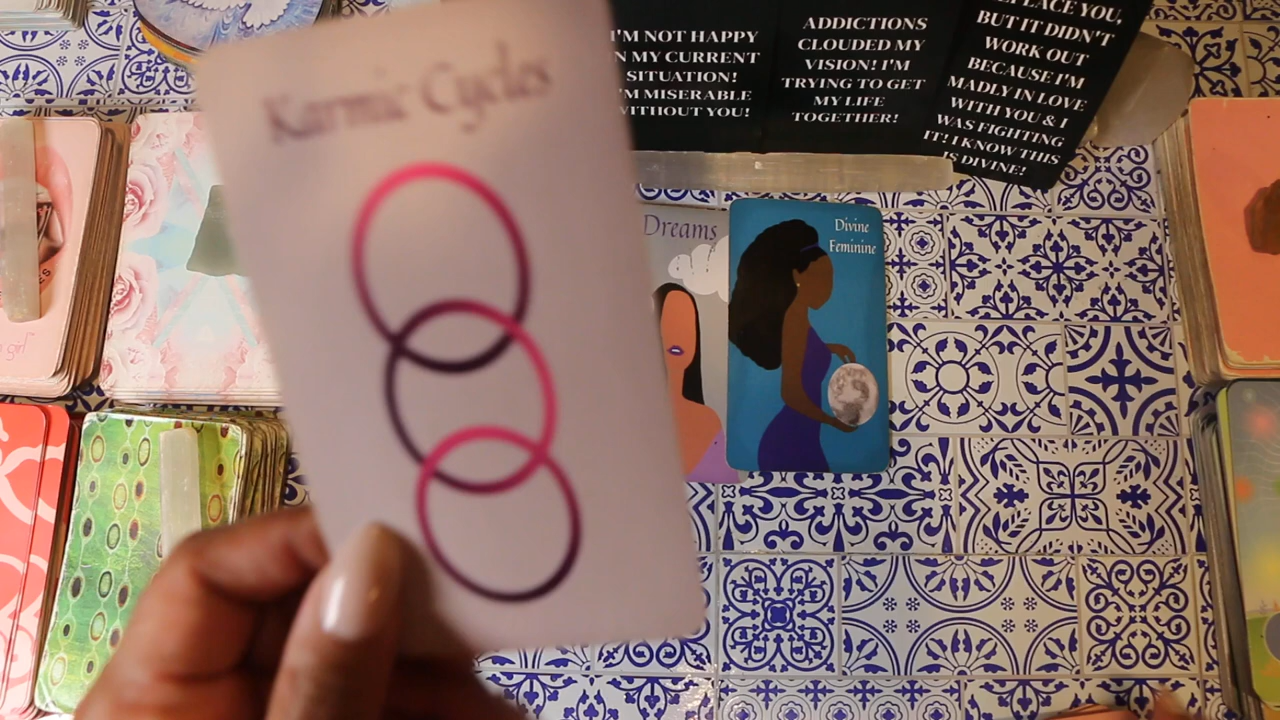 Karmic Cycles
I'M NOT HAPPY
IN MY CURRENT
SITUATION!
I'M MISERABLE
WITHOUT YOU!
ADDICTIONS
CLOUDED MY
VISION! I'M
TRYING TO GET
MY LIFE
TOGETHER!
YOU,
BUT IT DIDN'T
WORK OUT
BECAUSE I'M
MADLY IN LOVE
WITH YOU & I
WAS FIGHTING
IT! I KNOW THIS
IS DIVINE!
Dreams
Divine
Feminine
girl"